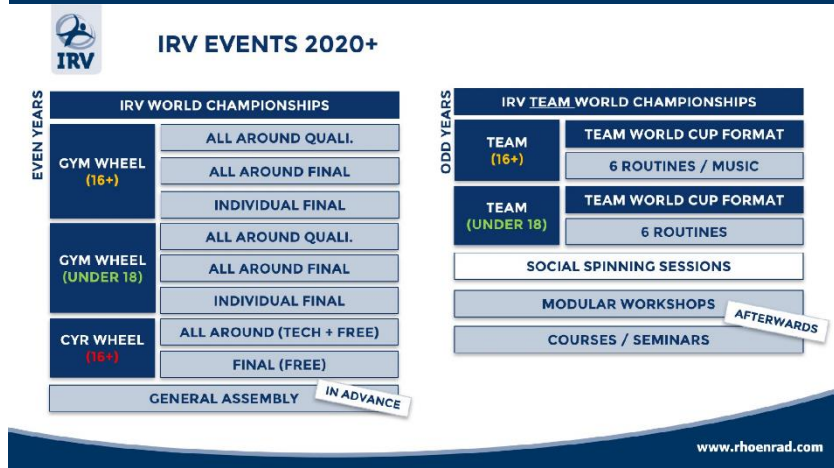 IRV
IRV EVENTS 2020+
EVEN YEARS
IRV WORLD CHAMPIONSHIPS
GYM WHEEL
(16+)
ALL AROUND QUALI.
ALL AROUND FINAL
INDIVIDUAL FINAL
GYM WHEEL
(UNDER 18)
ALL AROUND QUALI.
ALL AROUND FINAL
INDIVIDUAL FINAL
CYR WHEEL
(16+)
ALL AROUND (TECH + FREE)
FINAL (FREE)
GENERAL ASSEMBLY
IN ADVANCE
ODD YEARS
IRV TEAM WORLD CHAMPIONSHIPS
TEAM
(16+)
TEAM WORLD CUP FORMAT
6 ROUTINES / MUSIC
TEAM
(UNDER 18)
TEAM WORLD CUP FORMAT
6 ROUTINES
SOCIAL SPINNING SESSIONS
MODULAR WORKSHOPS
AFTERWARDS
COURSES / SEMINARS
www.rhoenrad.com